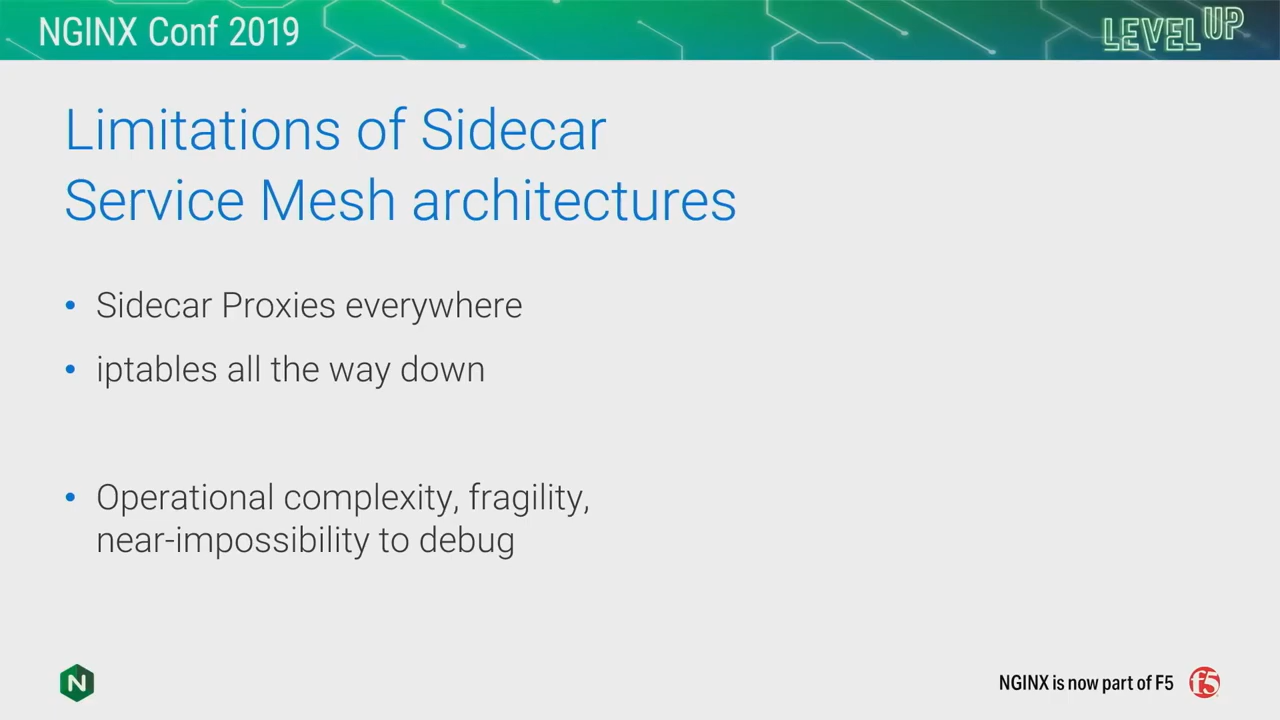 NGINX Conf 2019
LEVEL UP
Limitations of Sidecar
Service Mesh architectures
• Sidecar Proxies everywhere
• iptables all the way down
• Operational complexity, fragility,
near-impossibility to debug
N
NGINX is now part of F5
f5